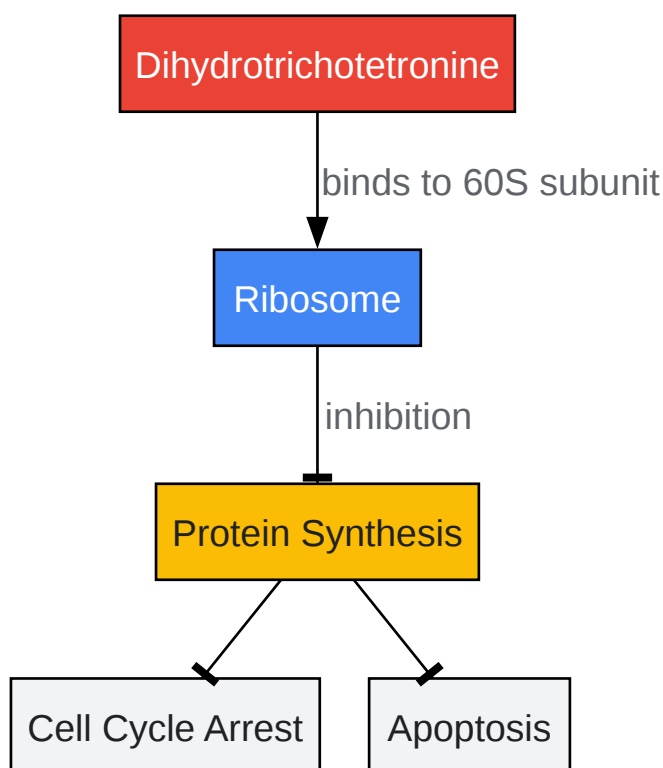 Dihydrotrichotetronine
binds to 60S subunit
Ribosome
inhibition
Protein Synthesis
Cell Cycle Arrest
Apoptosis